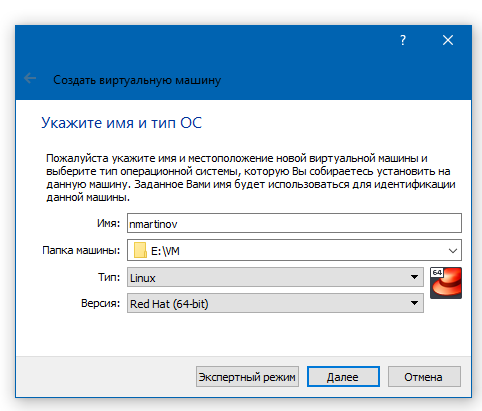 ?
Создать виртуальную машину
Укажите имя и тип ОС
Пожалуйста укажите имя и местоположение новой виртуальной машины и
выберите тип операционной системы, которую Вы собираетесь установить на
данную машину. Заданное Вами имя будет использоваться для идентификации
данной машины.
Имя: nmartinov
Папка машины: E:\VM
Тип: Linux 64
Версия: Red Hat (64-bit)
Экспертный режим Далее Отмена